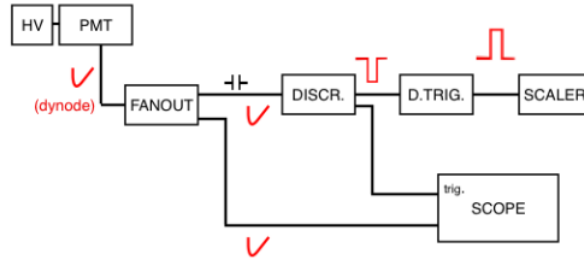 HV
PMT
(dynode)
FANOUT
DISCR.
D.TRIG.
SCALER
trig.
SCOPE